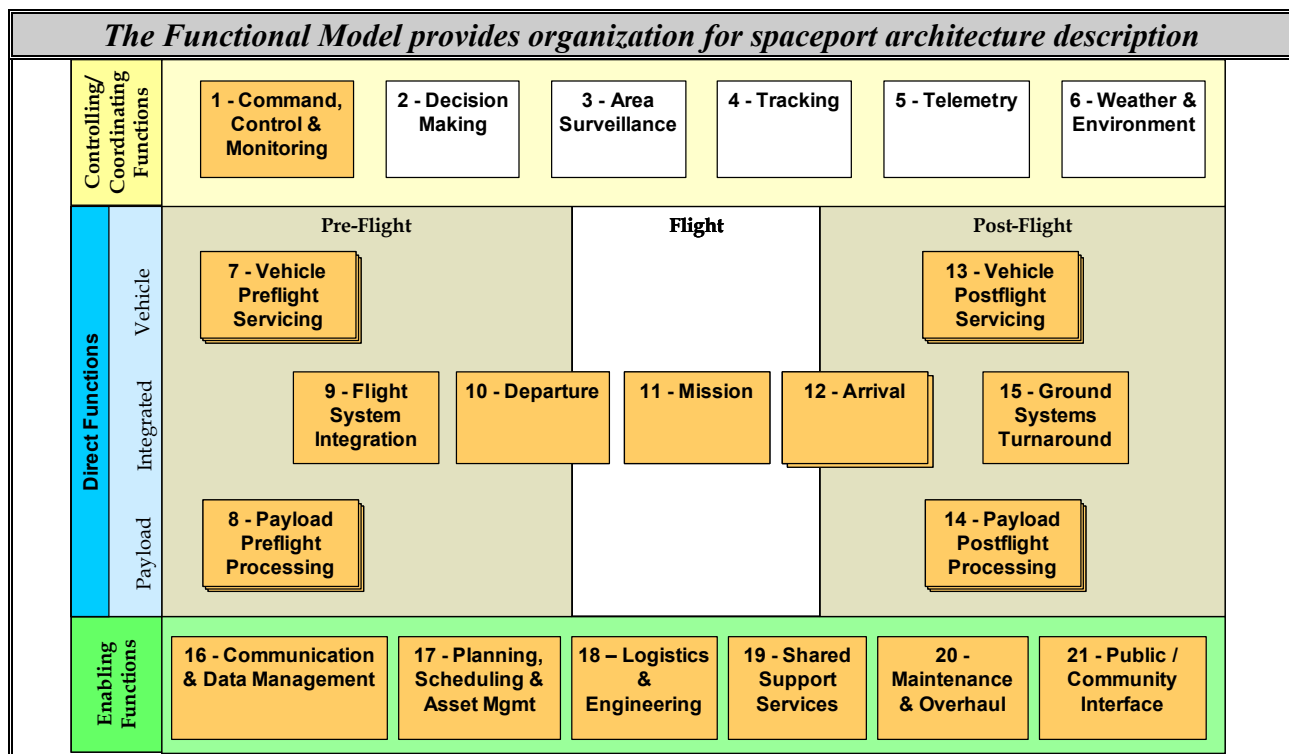 The Functional Model provides organization for spaceport architecture description
Controlling/
Coordinating
Functions
1 - Command,
Control &
Monitoring
2 - Decision
Making
3 - Area
Surveillance
4 - Tracking
5 - Telemetry
6 - Weather &
Environment
Direct Functions
Vehicle
Integrated
Payload
Pre-Flight
Flight
Post-Flight
7 - Vehicle
Preflight
Servicing
13 - Vehicle
Postflight
Servicing
9 - Flight
System
Integration
10 - Departure
11 - Mission
12 - Arrival
15 - Ground
Systems
Turnaround
8 - Payload
Preflight
Processing
14 - Payload
Postflight
Processing
Enabling
Functions
16 - Communication
& Data Management
17 - Planning,
Scheduling &
Asset Mgmt
18 – Logistics
&
Engineering
19 - Shared
Support
Services
20 -
Maintenance
& Overhaul
21 - Public /
Community
Interface